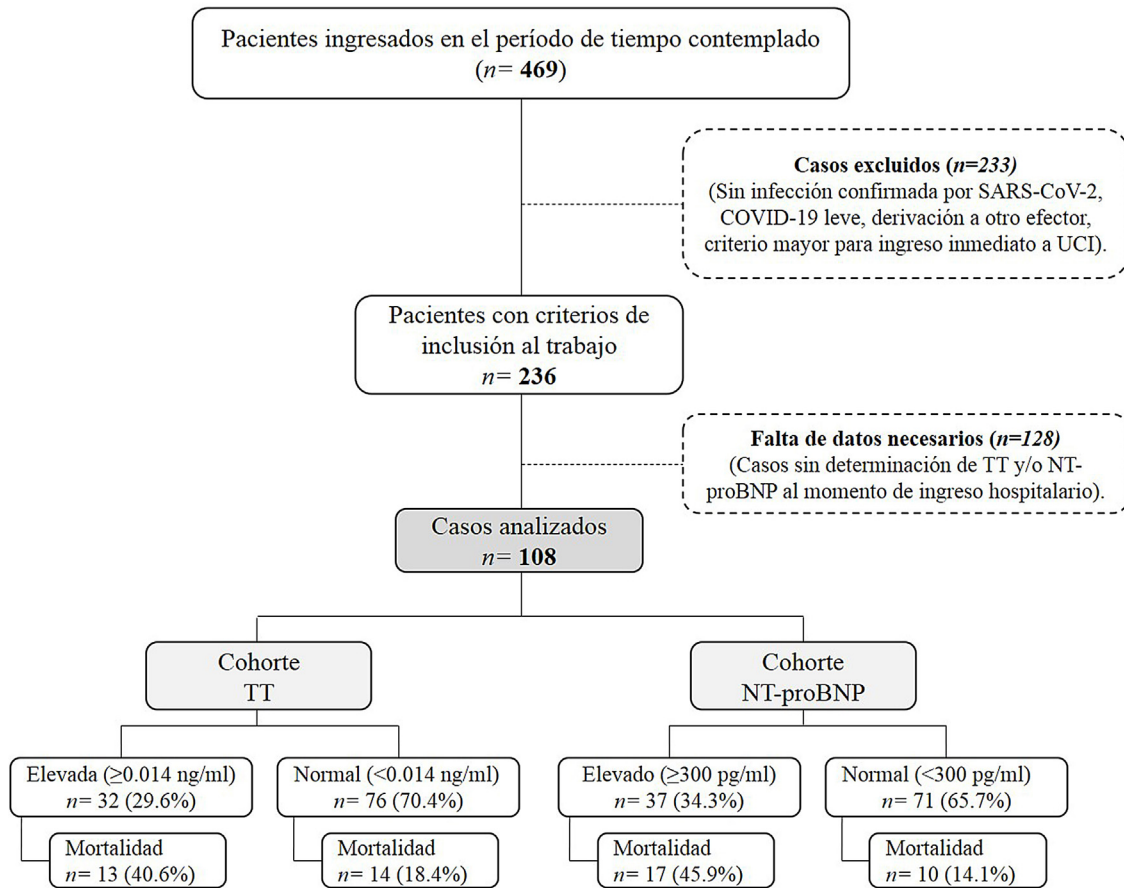 Pacientes ingresados en el período de tiempo contemplado
(n= 469)
Casos excluidos (n=233)
(Sin infección confirmada por SARS-CoV-2,
COVID-19 leve, derivación a otro efector,
criterio mayor para ingreso inmediato a UCI).
Pacientes con criterios de
inclusión al trabajo
n= 236
Falta de datos necesarios (n=128)
(Casos sin determinación de TT y/o NT-
proBNP al momento de ingreso hospitalario).
Casos analizados
n= 108
Cohorte
TT
Cohorte
NT-proBNP
Elevada (≥0.014 ng/ml)
n= 32 (29.6%)
Normal (<0.014 ng/ml)
n= 76 (70.4%)
Elevado (≥300 pg/ml)
n= 37 (34.3%)
Normal (<300 pg/ml)
n= 71 (65.7%)
Mortalidad
n= 13 (40.6%)
Mortalidad
n= 14 (18.4%)
Mortalidad
n= 17 (45.9%)
Mortalidad
n= 10 (14.1%)